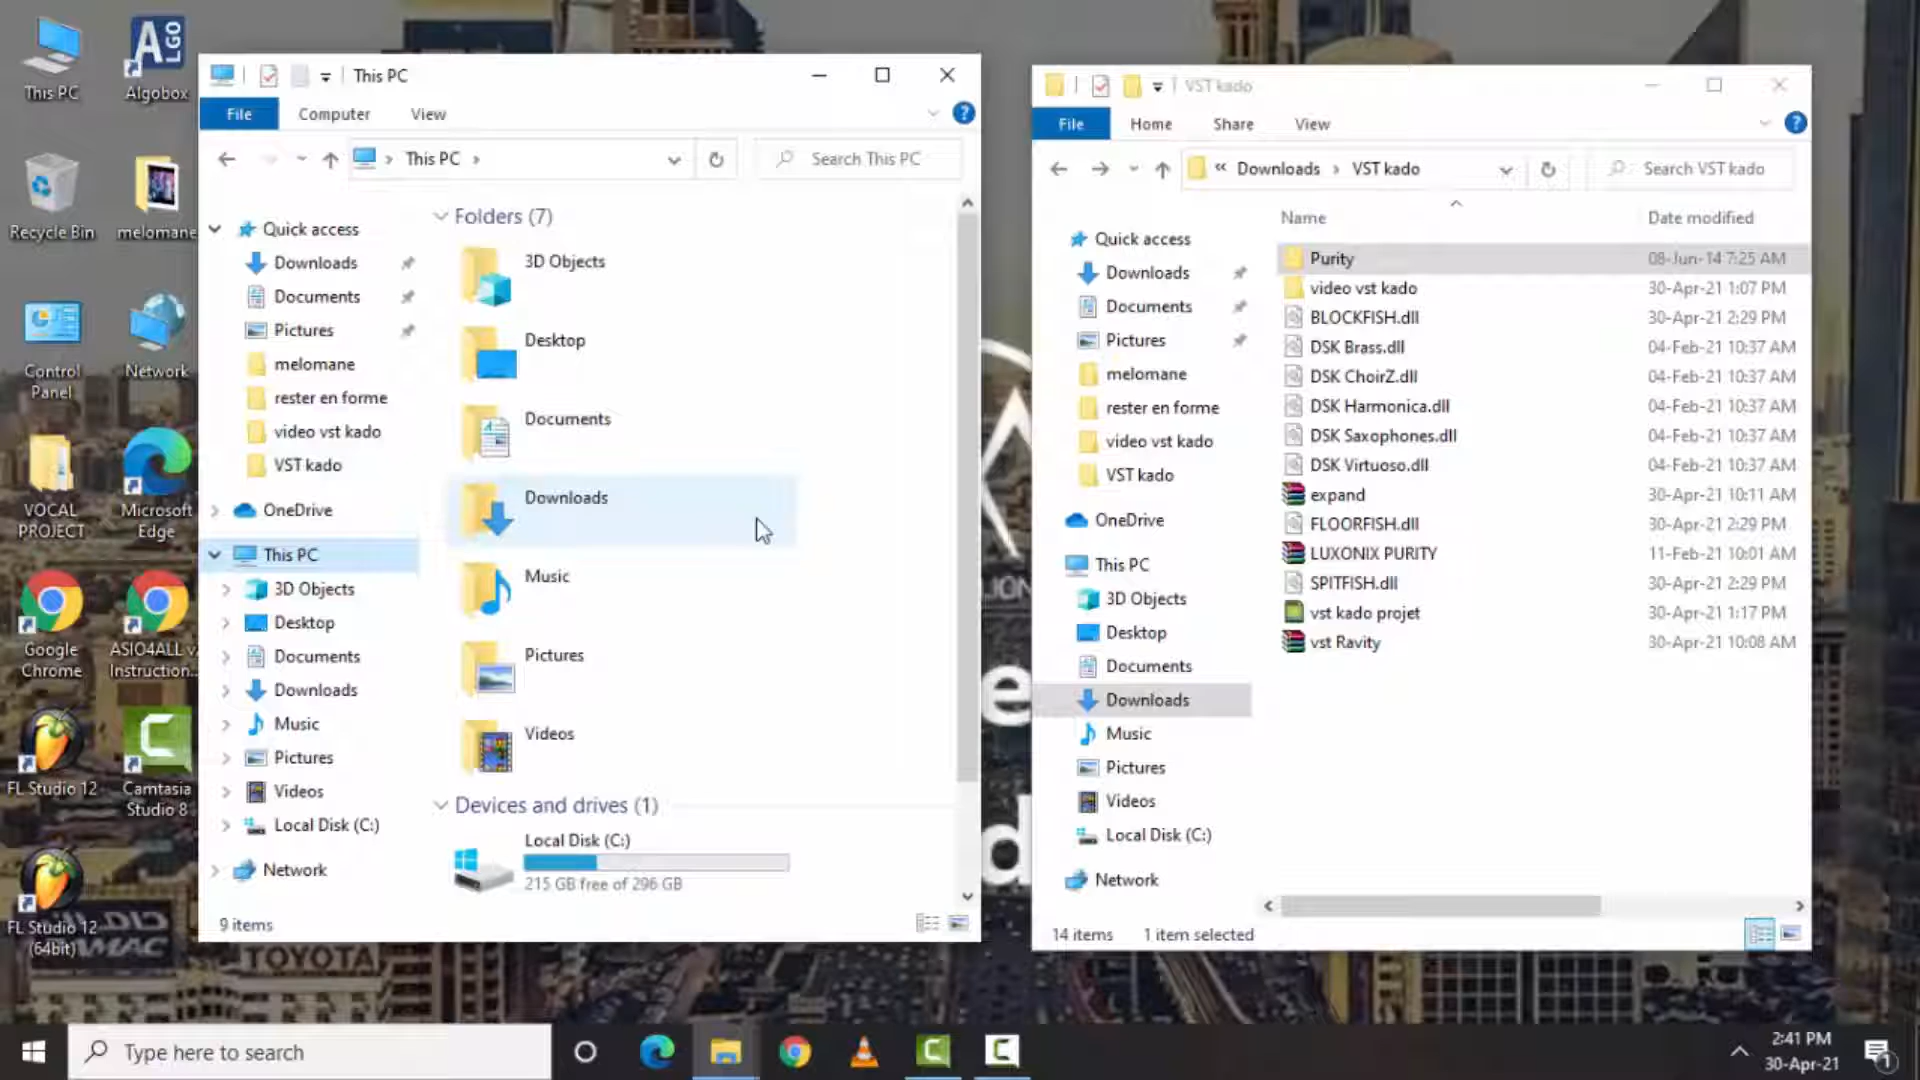 This PC
Algobox
Recycle Bin
melomane
Control
Panel
Network
VOCAL
PROJECT
Microsoft
Edge
Google
Chrome
ASIO4ALL v
Instruction...
FL Studio 12
Camtasia
Studio 8
FL Studio 12
(64bit)
This PC
File
Computer
View
This PC
Search This PC
Quick access
Downloads
Documents
Pictures
melomane
rester en forme
video vst kado
VST kado
OneDrive
This PC
3D Objects
Desktop
Documents
Downloads
Music
Pictures
Videos
Local Disk (C:)
Network
Folders (7)
3D Objects
Desktop
Documents
Downloads
Music
Pictures
Videos
Devices and drives (1)
Local Disk (C:)
215 GB free of 296 GB
9 items
VST kado
File
Home
Share
View
« Downloads › VST kado
Search VST kado
Quick access
Downloads
Documents
Pictures
melomane
rester en forme
video vst kado
VST kado
OneDrive
This PC
3D Objects
Desktop
Documents
Downloads
Music
Pictures
Videos
Local Disk (C:)
Network
Name Date modified
Purity 08-Jun-14 7:25 AM
video vst kado 30-Apr-21 1:07 PM
BLOCKFISH.dll 30-Apr-21 2:29 PM
DSK Brass.dll 04-Feb-21 10:37 AM
DSK ChoirZ.dll 04-Feb-21 10:37 AM
DSK Harmonica.dll 04-Feb-21 10:37 AM
DSK Saxophones.dll 04-Feb-21 10:37 AM
DSK Virtuoso.dll 04-Feb-21 10:37 AM
expand 30-Apr-21 10:11 AM
FLOORFISH.dll 30-Apr-21 2:29 PM
LUXONIX PURITY 11-Feb-21 10:01 AM
SPITFISH.dll 30-Apr-21 2:29 PM
vst kado projet 30-Apr-21 1:17 PM
vst Ravity 30-Apr-21 10:08 AM
14 items 1 item selected
TOYOTA
Type here to search
2:41 PM
30-Apr-21
1